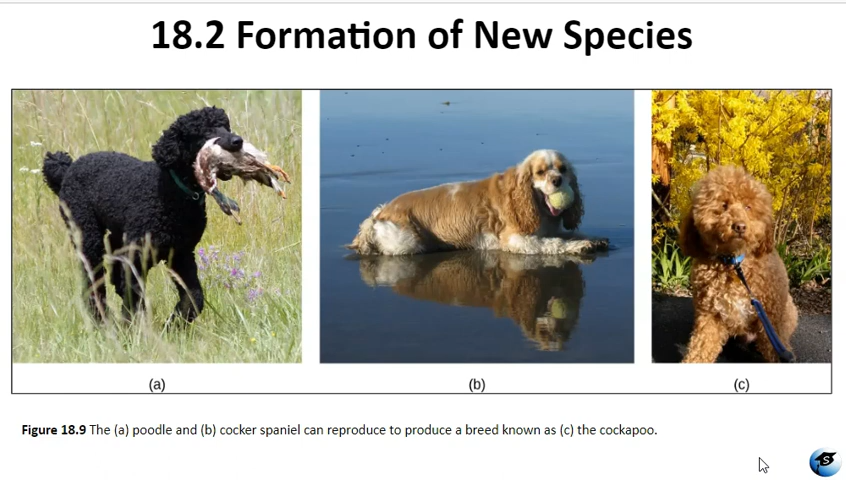 18.2 Formation of New Species
(a)
(b)
(c)
Figure 18.9 The (a) poodle and (b) cocker spaniel can reproduce to produce a breed known as (c) the cockapoo.
S